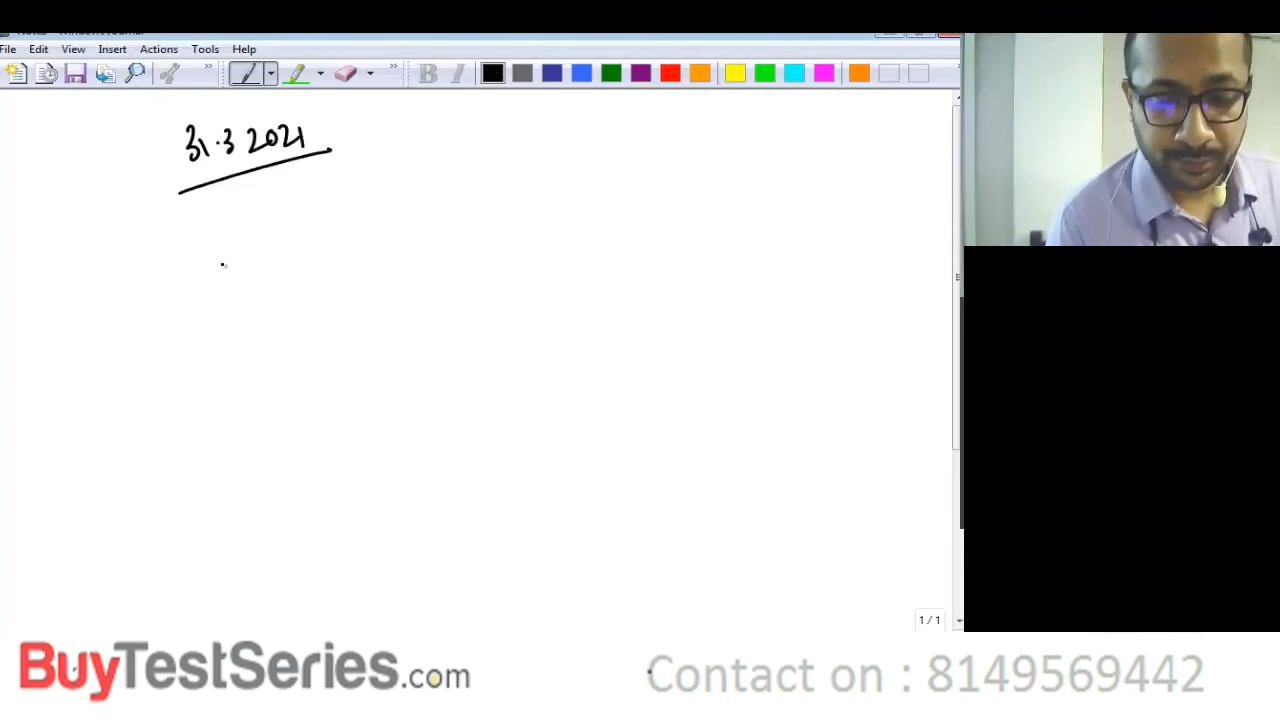 File Edit View Insert Actions Tools Help
B I
31.3 2021
1 / 1
BuyTestSeries.com
Contact on : 8149569442